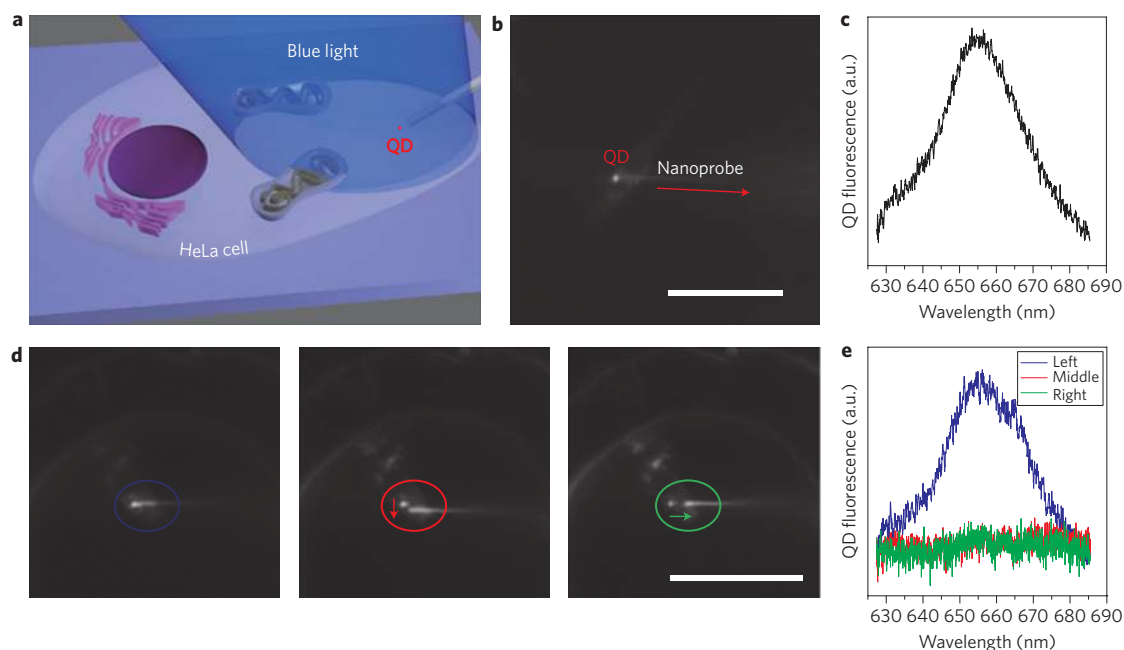 a
Blue light
QD
HeLa cell
b
QD
Nanoprobe
c
QD fluorescence (a.u.)
630 640 650 660 670 680 690
Wavelength (nm)
d
e
Left
Middle
Right
QD fluorescence (a.u.)
630 640 650 660 670 680 690
Wavelength (nm)